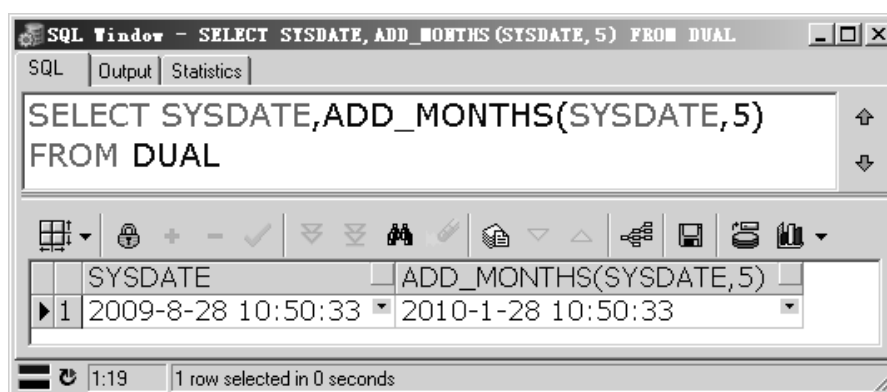 SQL Window - SELECT SYSDATE,ADD_MONTHS(SYSDATE,5) FROM DUAL
SQL Output Statistics
SELECT SYSDATE,ADD_MONTHS(SYSDATE,5)
FROM DUAL
SYSDATE ADD_MONTHS(SYSDATE,5)
1 2009-8-28 10:50:33 2010-1-28 10:50:33
1:19 1 row selected in 0 seconds